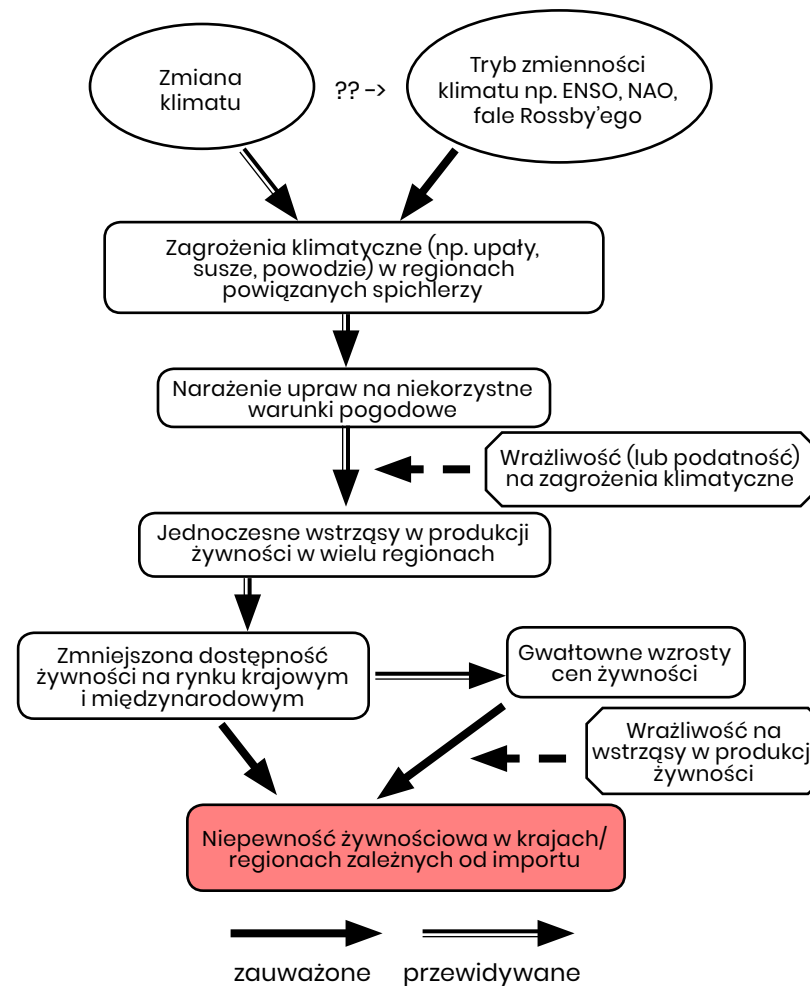 Zmiana
klimatu
?? ->
Tryb zmienności
klimatu np. ENSO, NAO,
fale Rossby'ego
Zagrożenia klimatyczne (np. upały,
susze, powodzie) w regionach
powiązanych spichlerzy
Narażenie upraw na niekorzystne
warunki pogodowe
Wrażliwość (lub podatność)
na zagrożenia klimatyczne
Jednoczesne wstrząsy w produkcji
żywności w wielu regionach
Zmniejszona dostępność
żywności na rynku krajowym
i międzynarodowym
Gwałtowne wzrosty
cen żywności
Wrażliwość na
wstrząsy w produkcji
żywności
Niepewność żywnościowa w krajach/
regionach zależnych od importu
zauważone
przewidywane